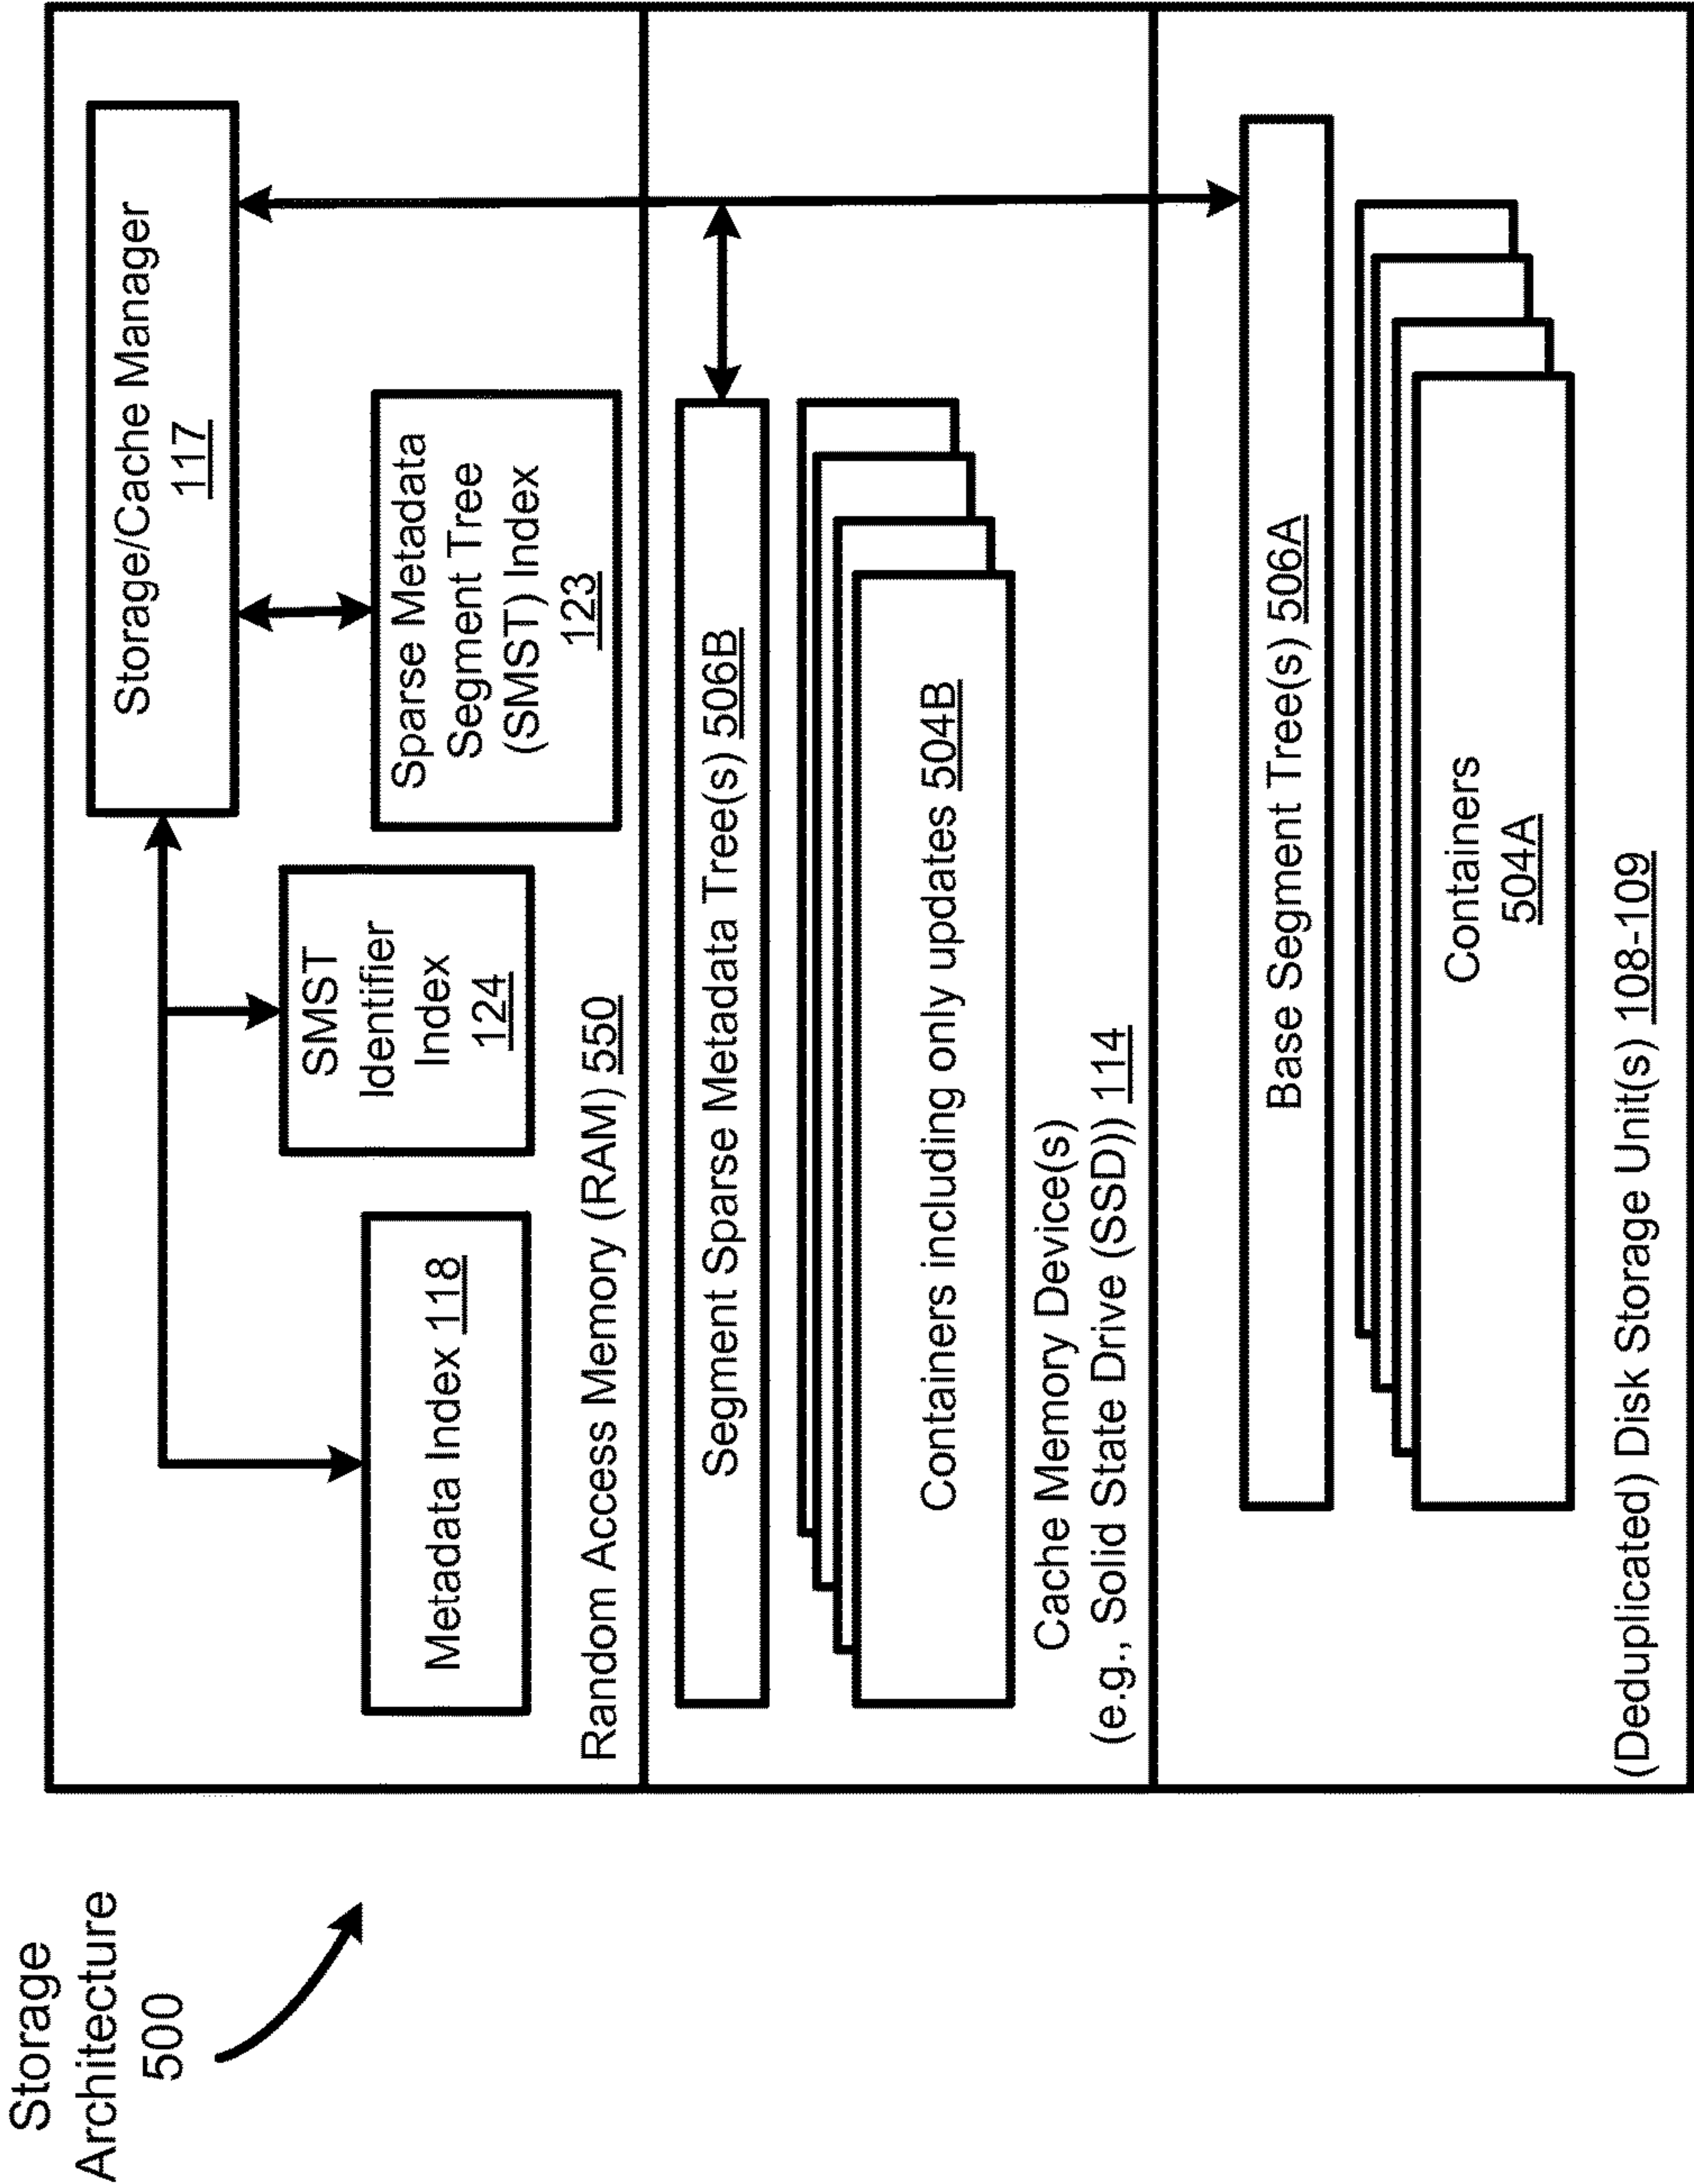 Storage
Architecture
500
Storage/Cache Manager
117
SMST
Identifier
Index
124
Sparse Metadata
Segment Tree
(SMST) Index
123
Metadata Index 118
Random Access Memory (RAM) 550
Segment Sparse Metadata Tree(s) 506B
Containers including only updates 504B
Cache Memory Device(s)
(e.g., Solid State Drive (SSD)) 114
Base Segment Tree(s) 506A
Containers
504A
(Deduplicated) Disk Storage Unit(s) 108-109